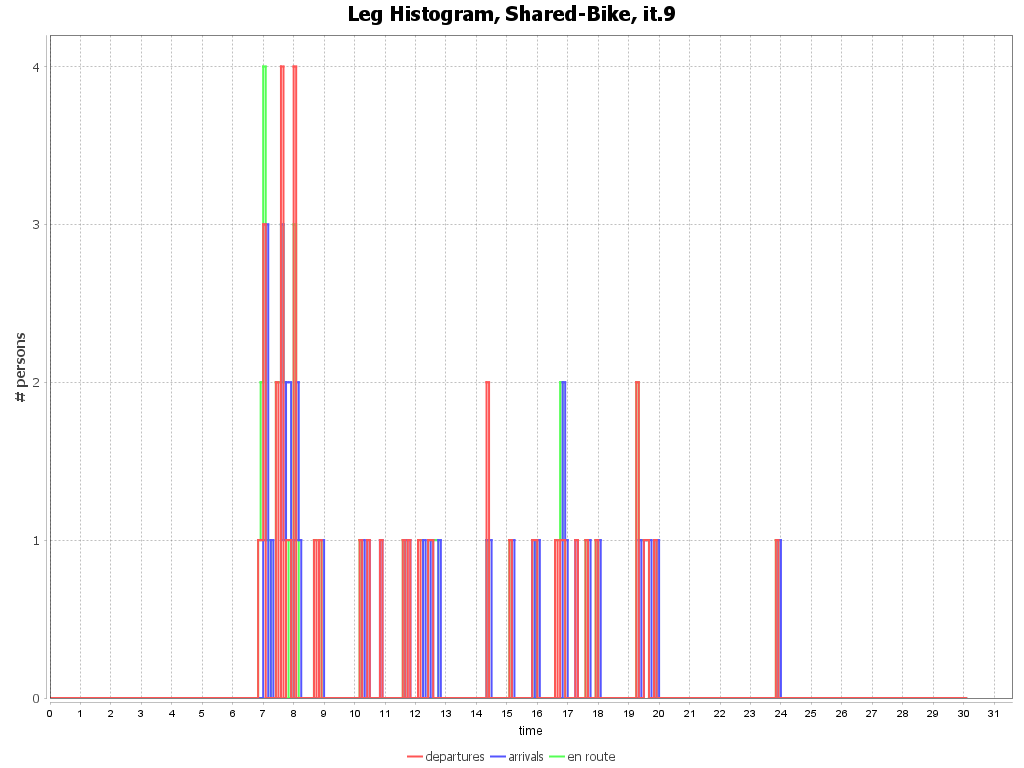 Leg Histogram, Shared-Bike, it.9
# persons
4
3
2
1
0
0 1 2 3 4 5 6 7 8 9 10 11 12 13 14 15 16 17 18 19 20 21 22 23 24 25 26 27 28 29 30 31
time
departures arrivals en route